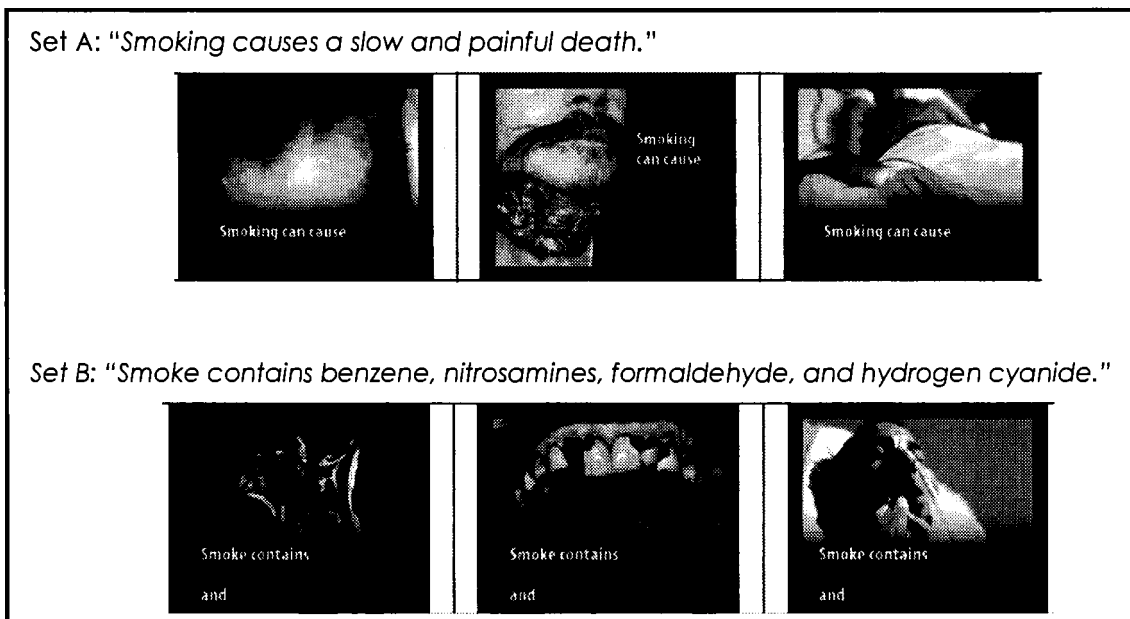 Set A: “Smoking causes a slow and painful death.”
Smoking can cause
Smoking
can cause
Smoking can cause
Set B: “Smoke contains benzene, nitrosamines, formaldehyde, and hydrogen cyanide.”
Smoke contains
and
Smoke contains
and
Smoke contains
and